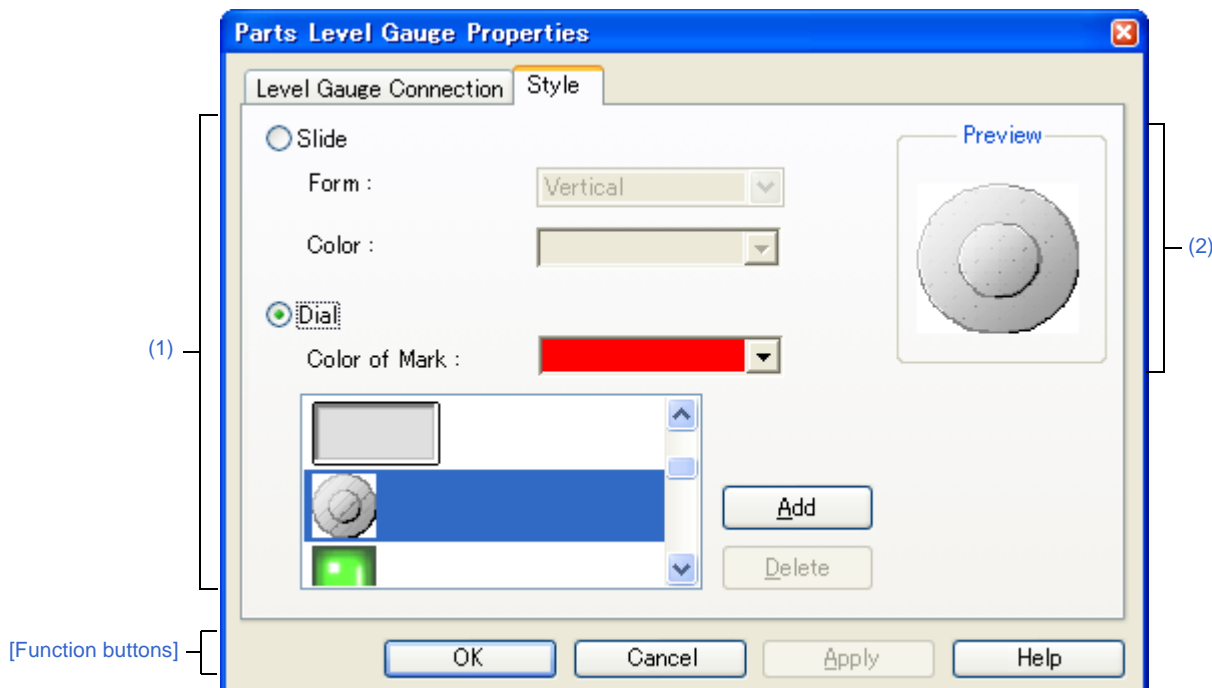 Parts Level Gauge Properties
Level Gauge Connection
Style
Slide
Form :
Vertical
Color :
Preview
(2)
Dial
(1)
Color of Mark :
Add
Delete
[Function buttons]
OK
Cancel
Apply
Help